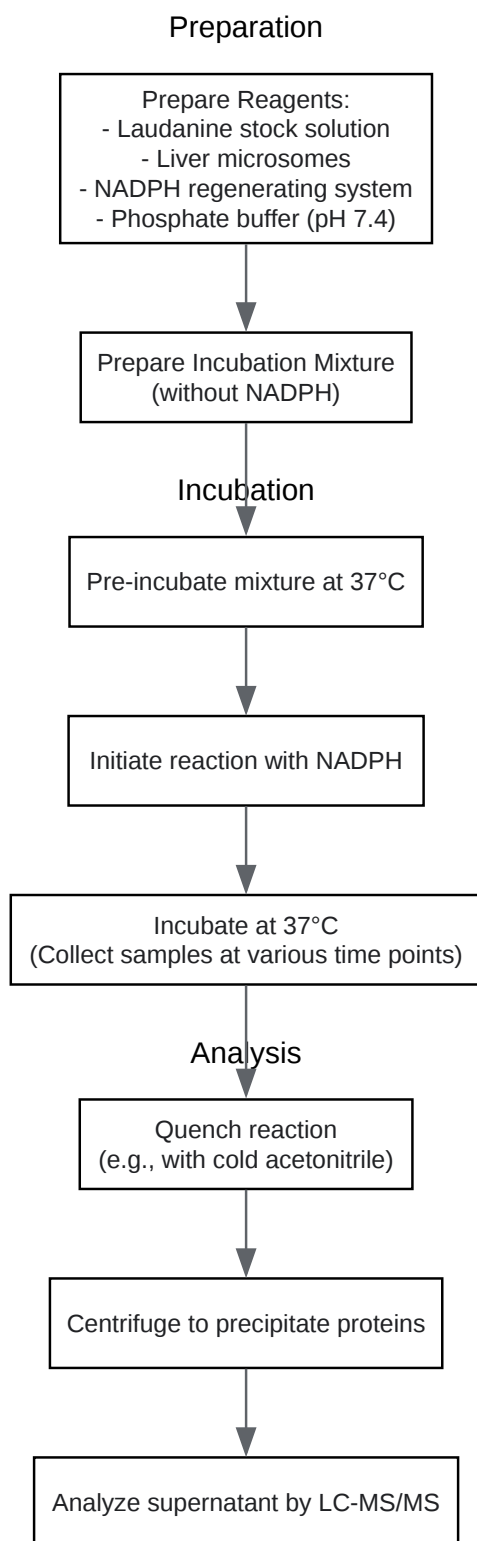 Preparation
Prepare Reagents:
- Laudanine stock solution
- Liver microsomes
- NADPH regenerating system
- Phosphate buffer (pH 7.4)
Prepare Incubation Mixture
(without NADPH)
Incubation
Pre-incubate mixture at 37°C
Initiate reaction with NADPH
Incubate at 37°C
(Collect samples at various time points)
Analysis
Quench reaction
(e.g., with cold acetonitrile)
Centrifuge to precipitate proteins
Analyze supernatant by LC-MS/MS